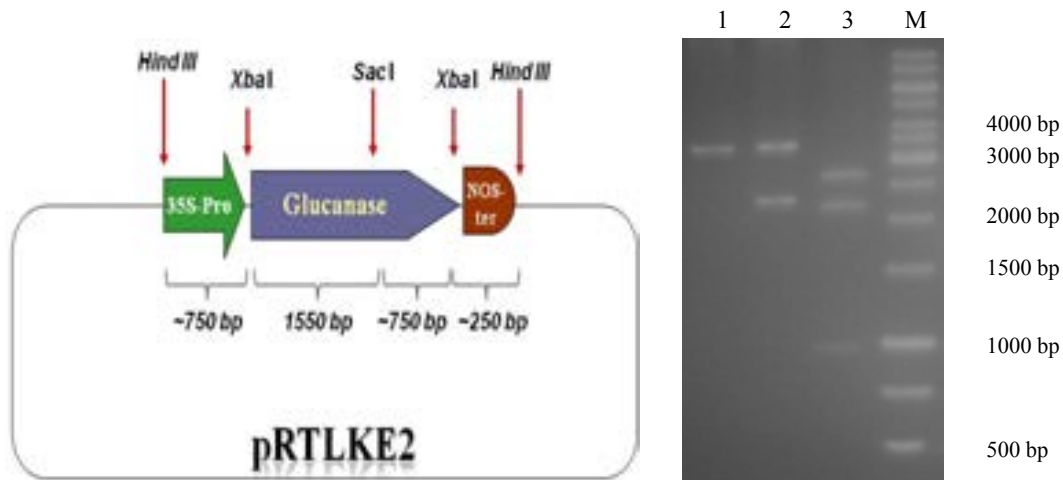 Hind III
XbaI
SacI
XbaI
Hind III
35S-Pro
Glucanase
NOS-
ter
~750 bp
1550 bp
~750 bp
~250 bp
pRTLKE2
1 2 3 M
4000 bp
3000 bp
2000 bp
1500 bp
1000 bp
500 bp